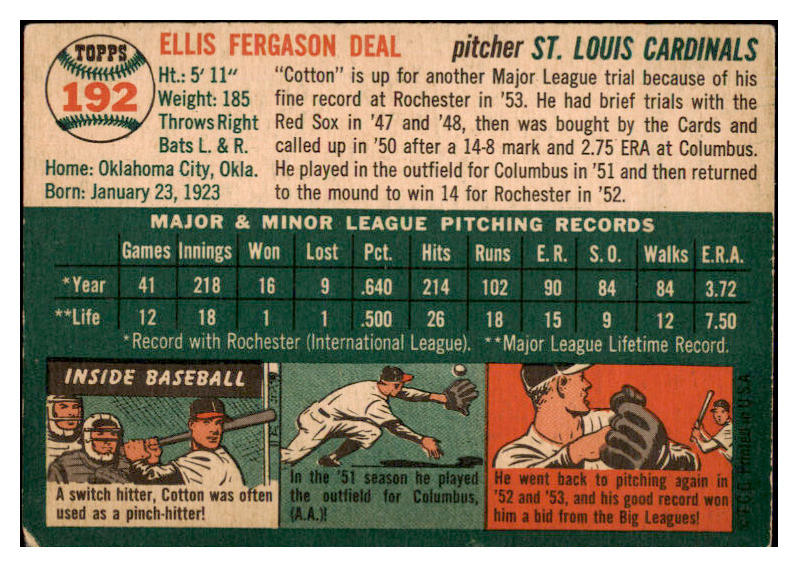 TOPPS
192
ELLIS FERGASON DEAL pitcher ST. LOUIS CARDINALS
Ht.: 5' 11"
Weight: 185
Throws Right
Bats L. & R.
Home: Oklahoma City, Okla.
Born: January 23, 1923
"Cotton" is up for another Major League trial because of his
fine record at Rochester in '53. He had brief trials with the
Red Sox in '47 and '48, then was bought by the Cards and
called up in '50 after a 14-8 mark and 2.75 ERA at Columbus.
He played in the outfield for Columbus in '51 and then returned
to the mound to win 14 for Rochester in '52.
MAJOR & MINOR LEAGUE PITCHING RECORDS
Games Innings Won Lost Pct. Hits Runs E.R. S.O. Walks E.R.A.
*Year 41 218 16 9 .640 214 102 90 84 84 3.72
**Life 12 18 1 1 .500 26 18 15 9 12 7.50
*Record with Rochester (International League). **Major League Lifetime Record.
INSIDE BASEBALL
A switch hitter, Cotton was often
used as a pinch-hitter!
In the '51 season he played
the outfield for Columbus,
(A.A.)!
He went back to pitching again in
'52 and '53, and his good record won
him a bid from the Big Leagues!
© T.C.G. Printed in U.S.A.